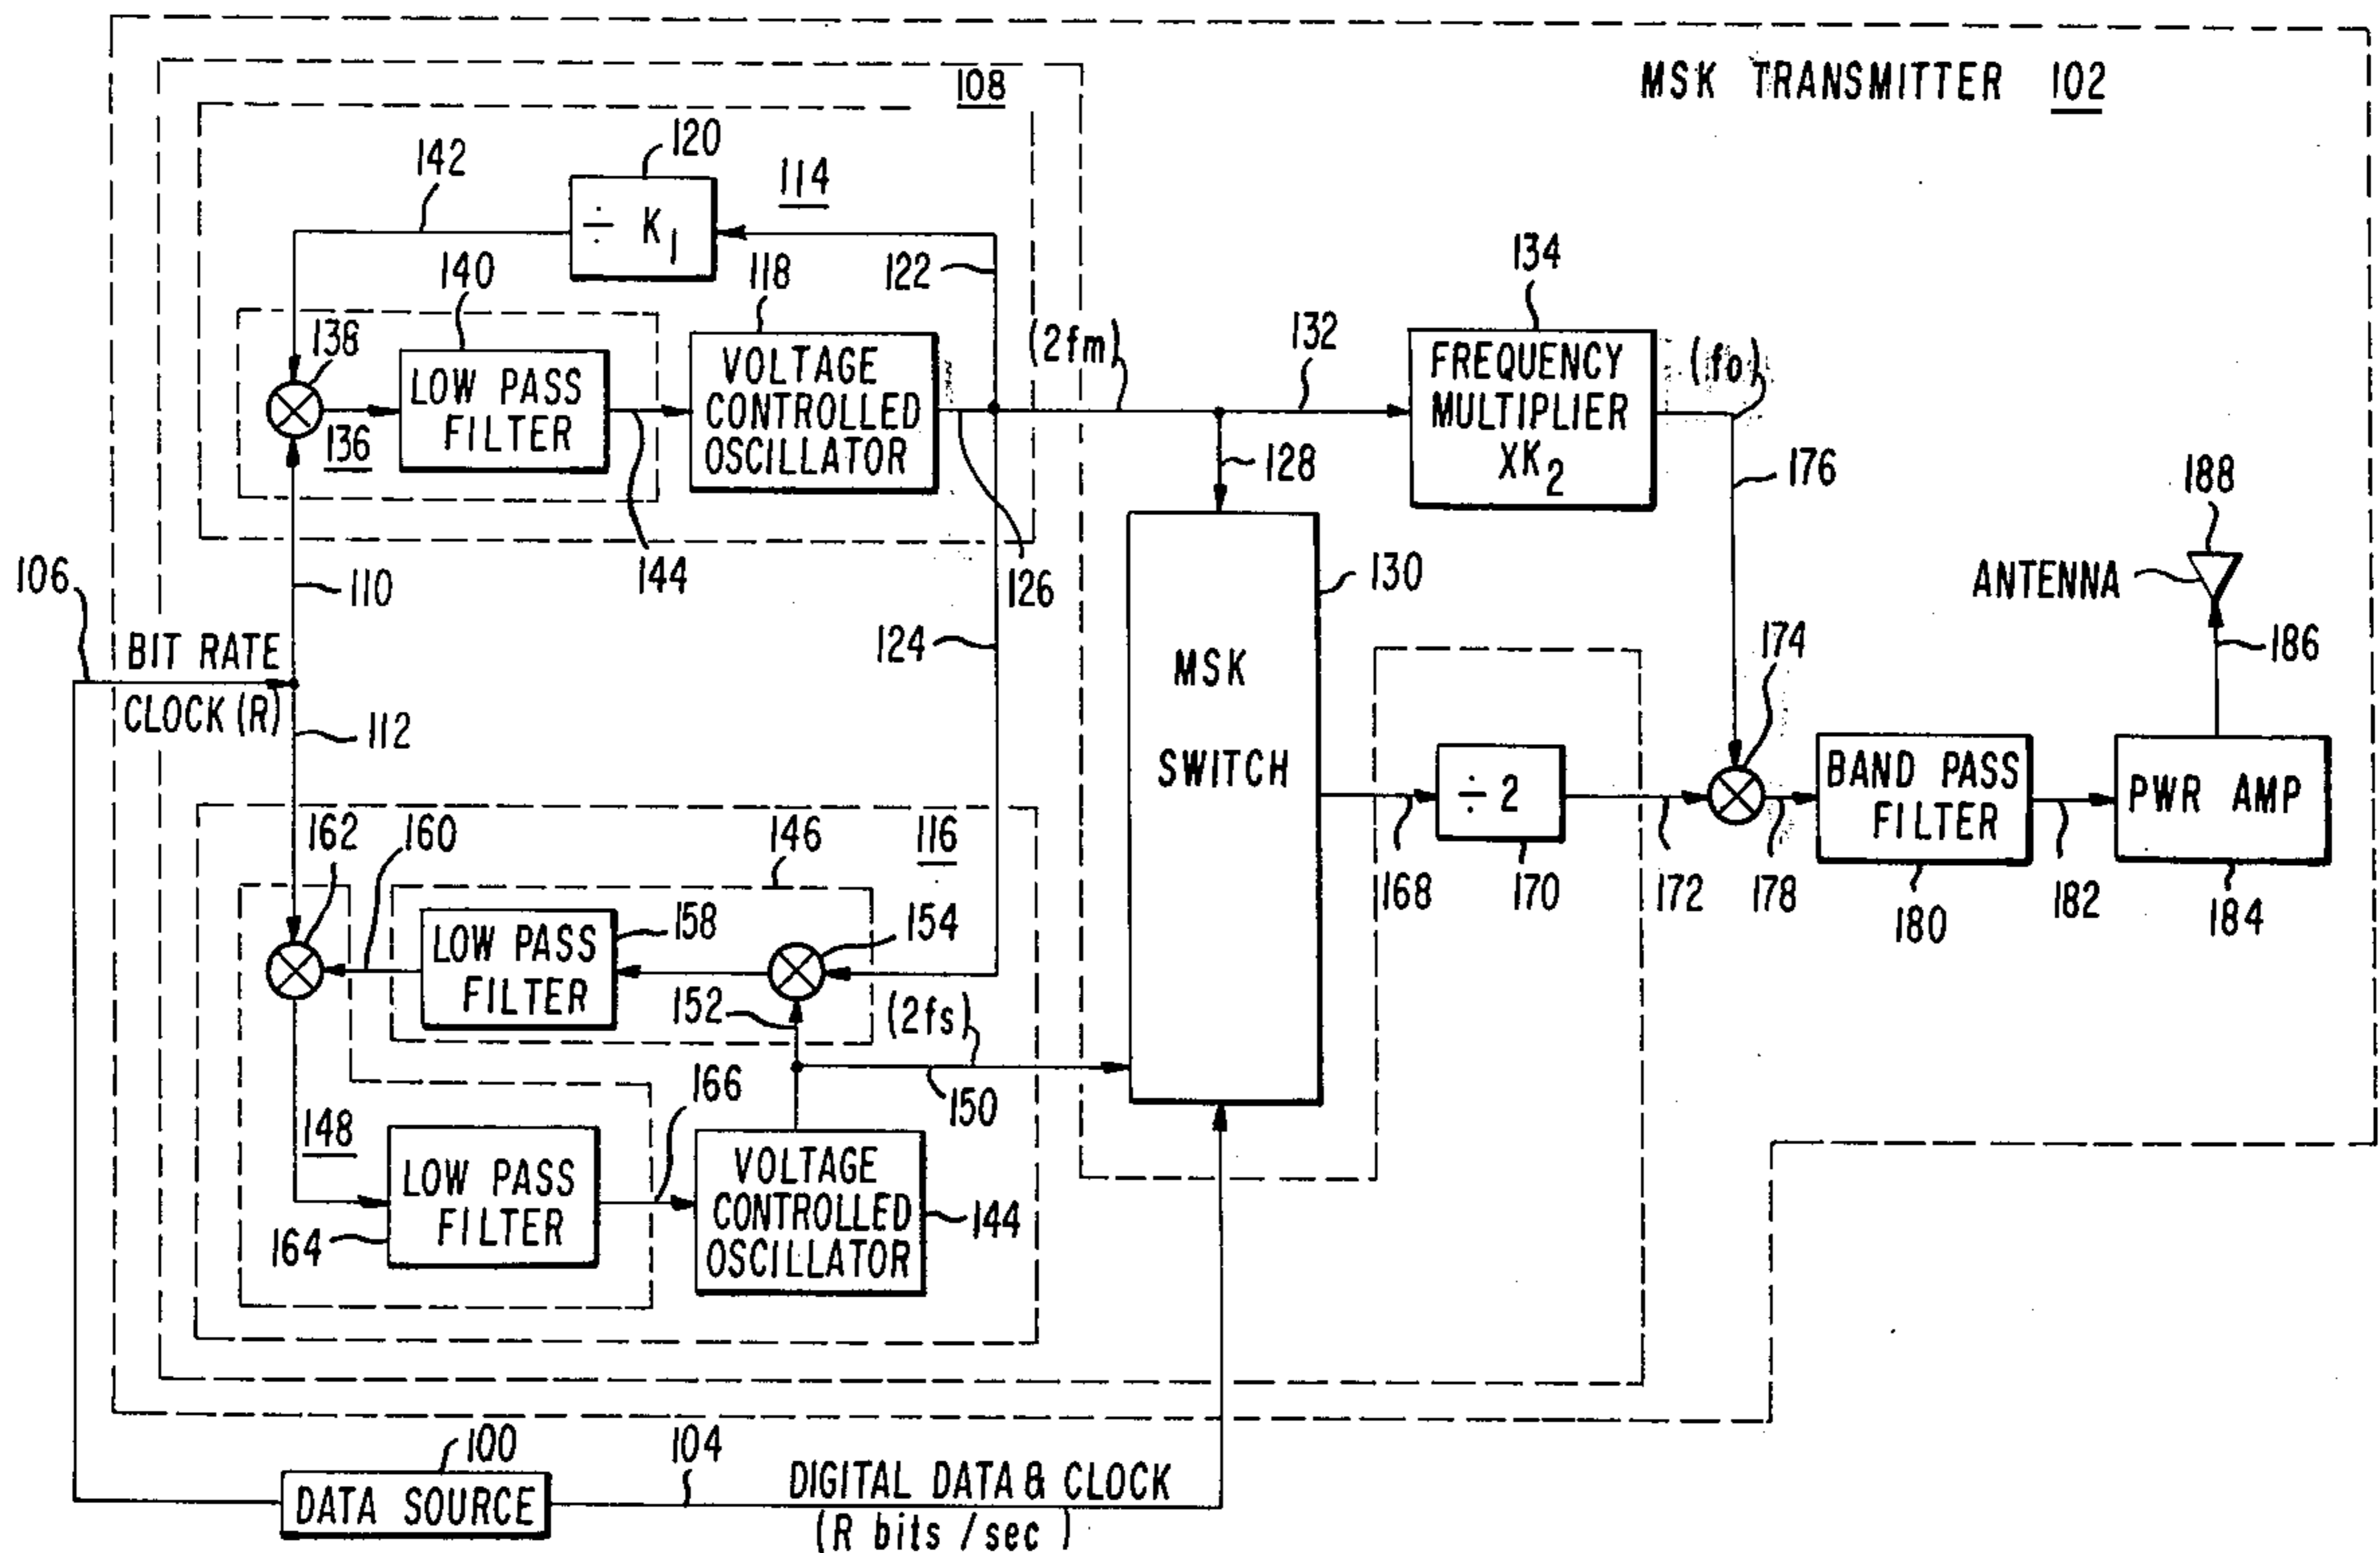 MSK TRANSMITTER 102
108
120
142
114
÷ K1
122
140
118
134
138
(2fm)
132
(fo)
LOW PASS
FILTER
VOLTAGE
CONTROLLED
OSCILLATOR
FREQUENCY
MULTIPLIER
XK2
136
128
176
188
144
126
130
ANTENNA
106
110
124
174
186
BIT RATE
CLOCK (R)
112
MSK
SWITCH
162
160
146
116
÷ 2
BAND PASS
FILTER
PWR AMP
168
170
172
178
180
182
184
LOW PASS
FILTER
158
154
152
(2fs)
166
150
148
LOW PASS
FILTER
164
VOLTAGE
CONTROLLED
OSCILLATOR
144
100
104
DATA SOURCE
DIGITAL DATA & CLOCK
(R bits /sec )